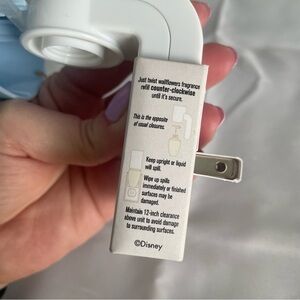 Just twist wallflowers fragrance
refill counter-clockwise
until it's secure.
This is the opposite
of usual closures.
Keep upright or liquid
will spill.
Wipe up spills
immediately or finished
surfaces may be
damaged.
Maintain 12-inch clearance
above unit to avoid damage
to surrounding surfaces.
©Disney